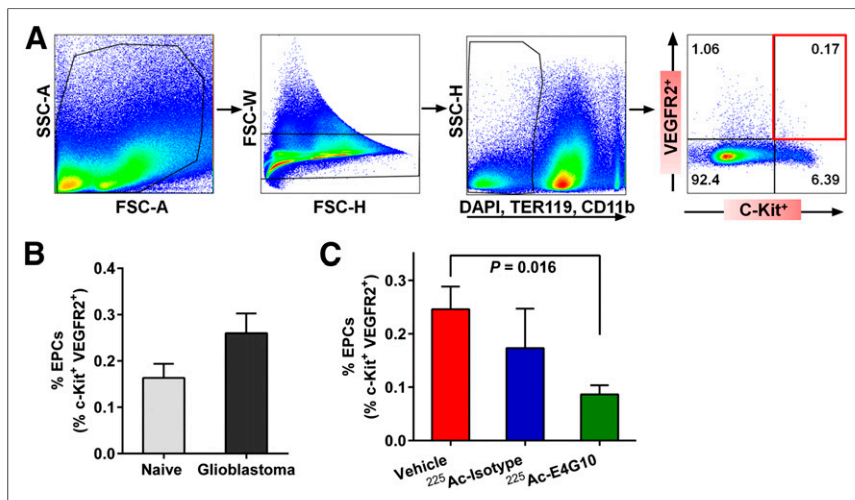 A
SSC-A
FSC-A
FSC-W
FSC-H
SSC-H
DAPI, TER119, CD11b
VEGFR2⁺
1.06
0.17
92.4
6.39
C-Kit⁺
B
% EPCs
(% c-Kit⁺ VEGFR2⁺)
0.4
0.3
0.2
0.1
0.0
Naive
Glioblastoma
C
% EPCs
(% c-Kit⁺ VEGFR2⁺)
0.3
0.2
0.1
0.0
P = 0.016
Vehicle
²²⁵Ac-Isotype
²²⁵Ac-E4G10